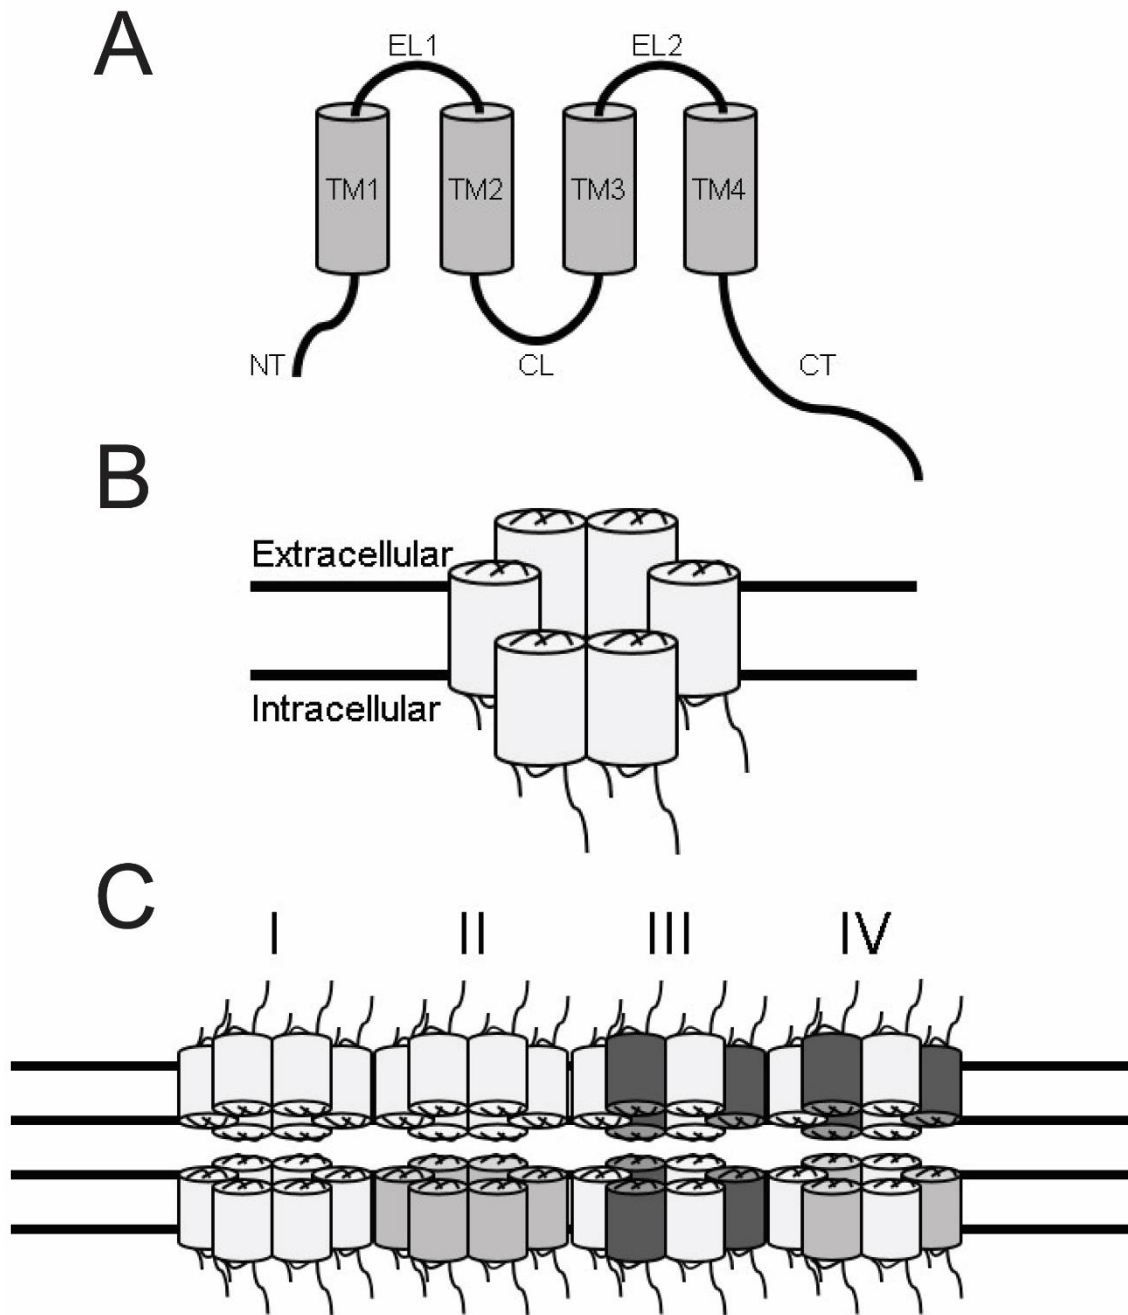 A
EL1 EL2
TM1 TM2 TM3 TM4
NT CL CT
B
Extracellular
Intracellular
C
I II III IV